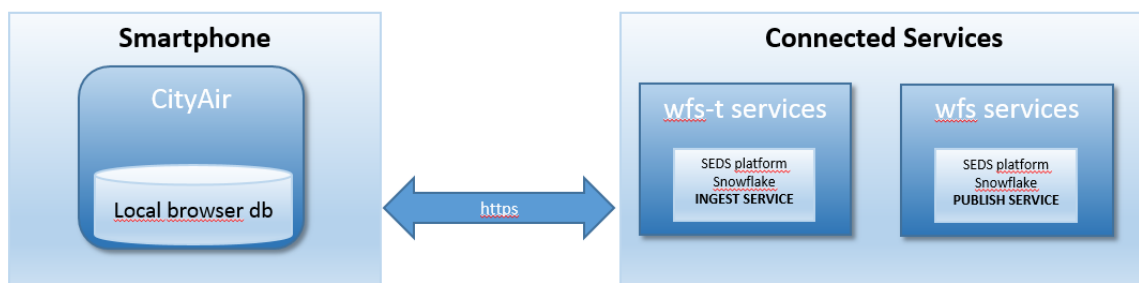 Smartphone
CityAir
Local browser db
https
Connected Services
wfs-t services
SEDS platform
Snowflake
INGEST SERVICE
wfs services
SEDS platform
Snowflake
PUBLISH SERVICE